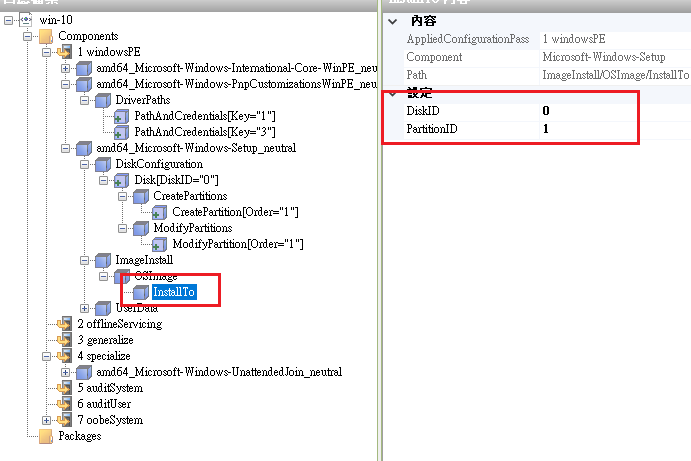 win-10
Components
1 windowsPE
amd64_Microsoft-Windows-International-Core-WinPE_neu
amd64_Microsoft-Windows-PnpCustomizationsWinPE_neu
DriverPaths
PathAndCredentials[Key="1"]
PathAndCredentials[Key="3"]
amd64_Microsoft-Windows-Setup_neutral
DiskConfiguration
Disk[DiskID="0"]
CreatePartitions
CreatePartition[Order="1"]
ModifyPartitions
ModifyPartition[Order="1"]
ImageInstall
OSImage
InstallTo
UserData
2 offlineServicing
3 generalize
4 specialize
amd64_Microsoft-Windows-UnattendedJoin_neutral
5 auditSystem
6 auditUser
7 oobeSystem
Packages
內容
AppliedConfigurationPass 1 windowsPE
Component Microsoft-Windows-Setup
Path ImageInstall/OSImage/InstallTo
設定
DiskID 0
PartitionID 1